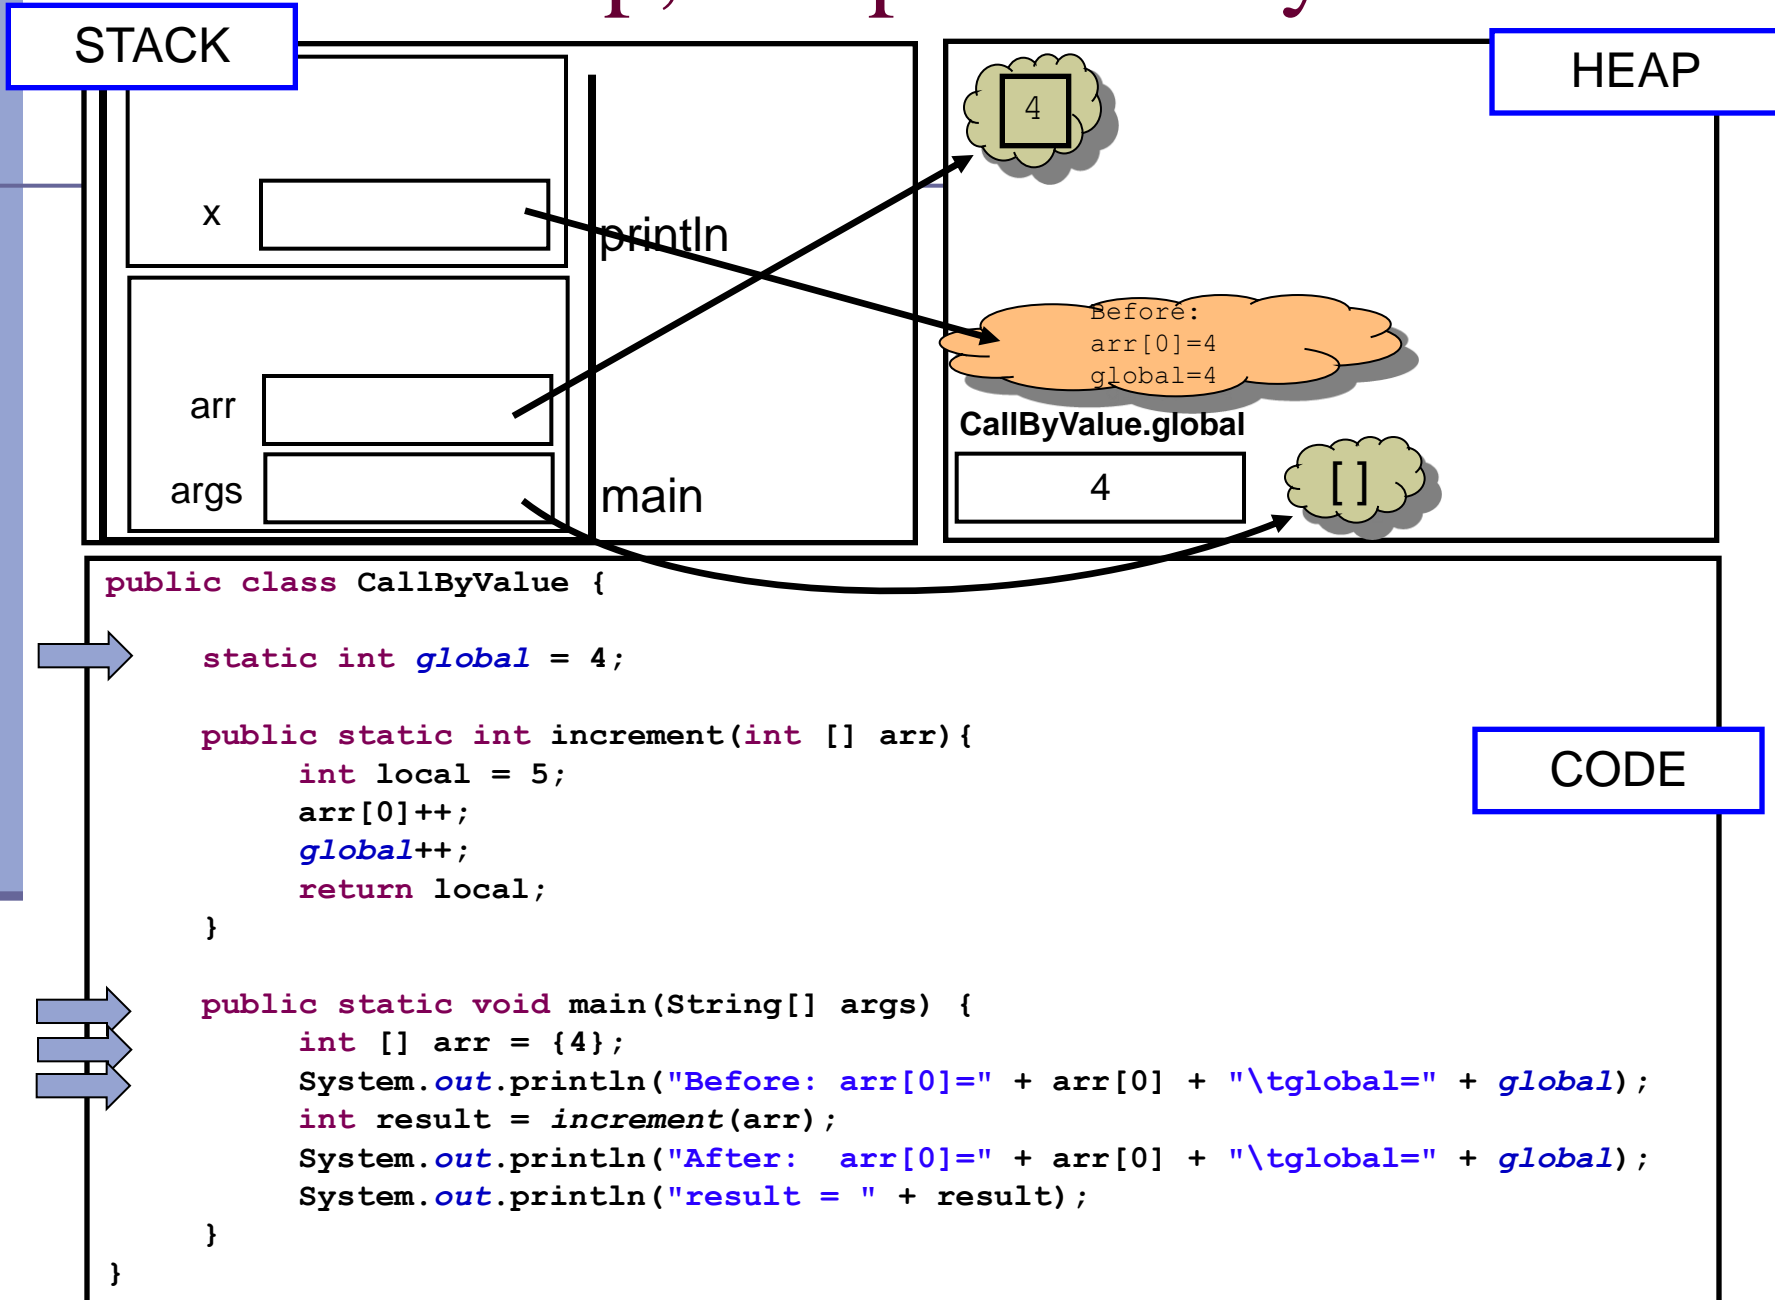 STACK
HEAP
4
x
println
Before:
arr[0]=4
global=4
arr
CallByValue.global
args
main
4
[]
public class CallByValue {
static int global = 4;
public static int increment(int [] arr){
int local = 5;
arr[0]++;
global++;
return local;
}
CODE
public static void main(String[] args) {
int [] arr = {4};
System.out.println("Before: arr[0]=" + arr[0] + "\tglobal=" + global);
int result = increment(arr);
System.out.println("After:  arr[0]=" + arr[0] + "\tglobal=" + global);
System.out.println("result = " + result);
}
}